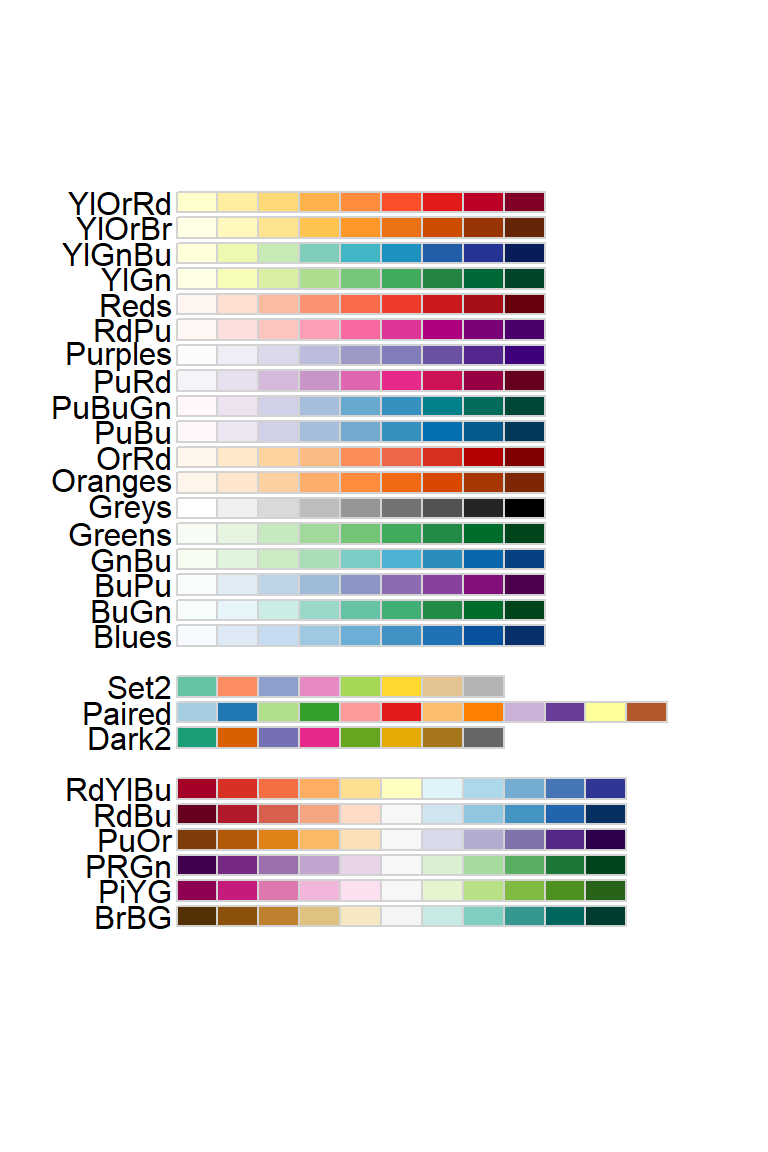 YlOrRd
YlOrBr
YlGnBu
YlGn
Reds
RdPu
Purples
PuRd
PuBuGn
PuBu
OrRd
Oranges
Greys
Greens
GnBu
BuPu
BuGn
Blues
Set2
Paired
Dark2
RdYlBu
RdBu
PuOr
PRGn
PiYG
BrBG